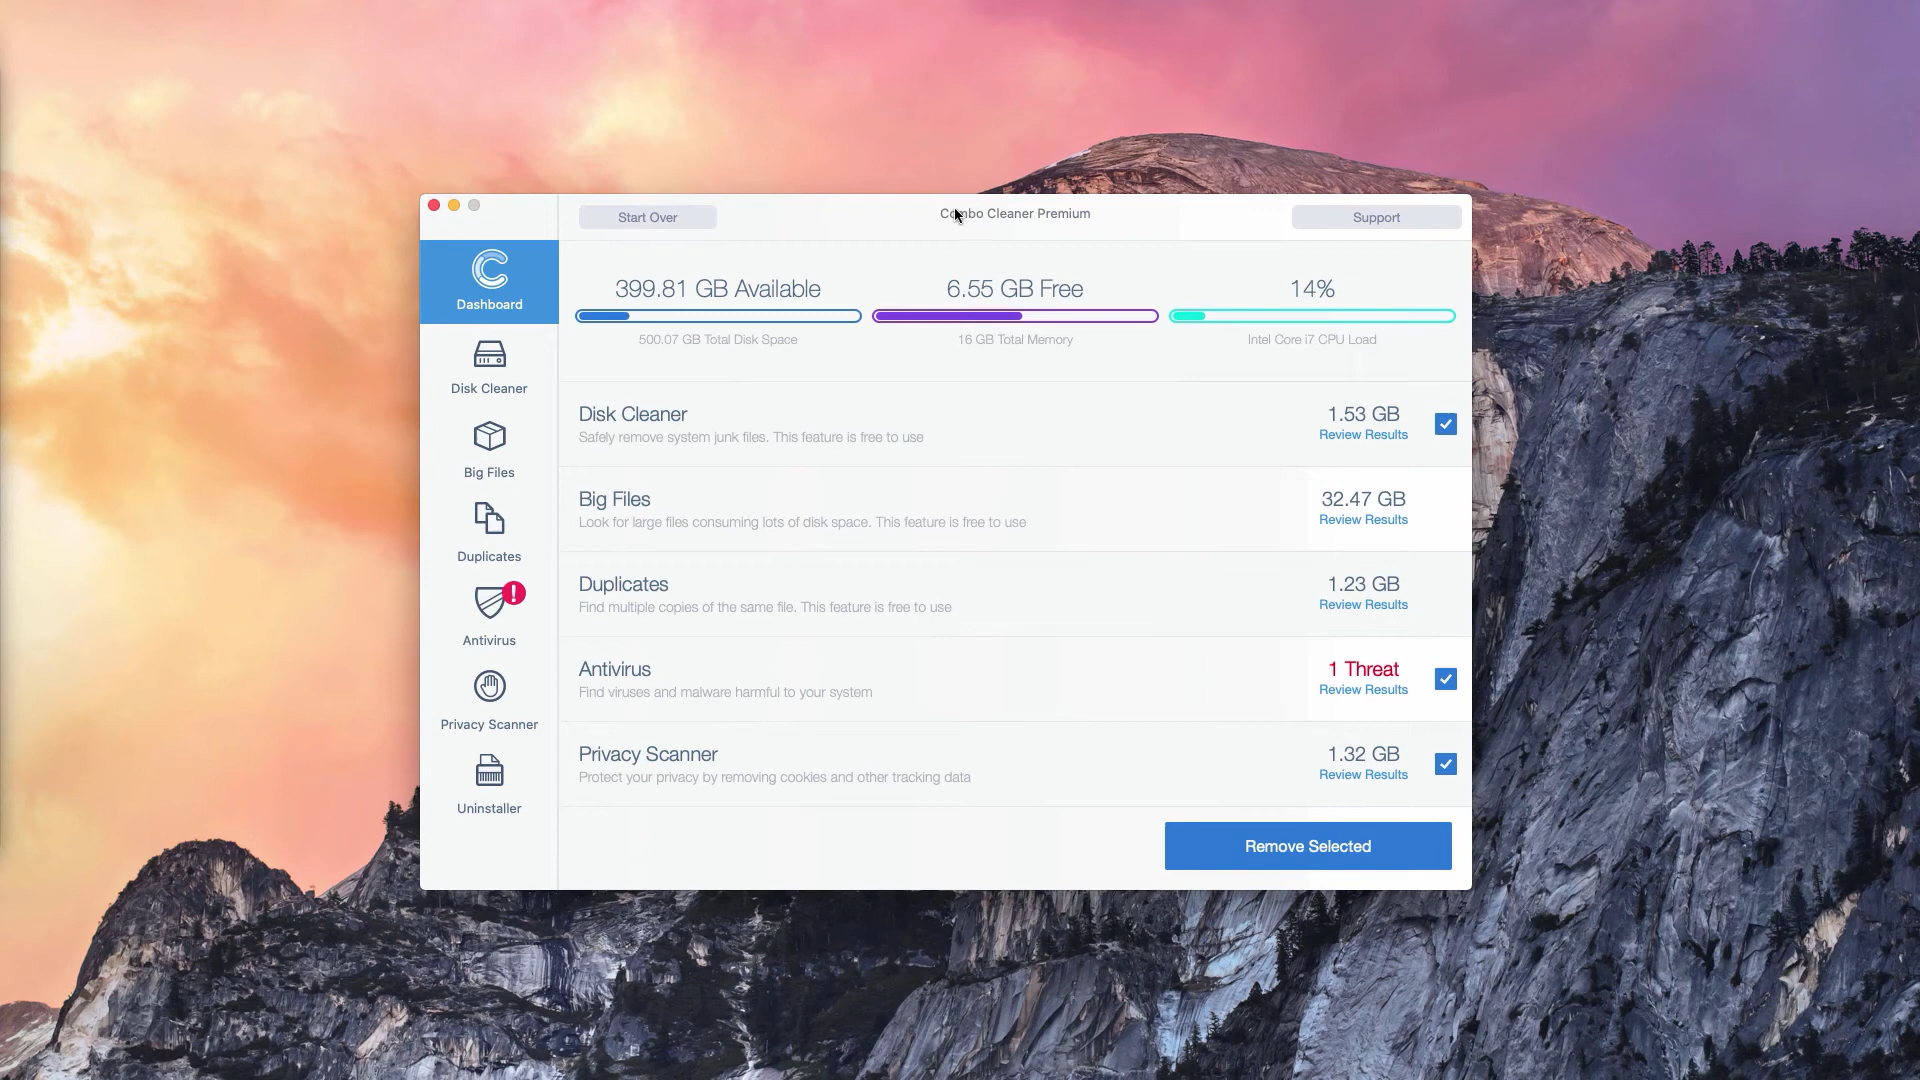 Start Over
Combo Cleaner Premium
Support
Dashboard
Disk Cleaner
Big Files
Duplicates
Antivirus
Privacy Scanner
Uninstaller
399.81 GB Available
500.07 GB Total Disk Space
6.55 GB Free
16 GB Total Memory
14%
Intel Core i7 CPU Load
Disk Cleaner
Safely remove system junk files. This feature is free to use
1.53 GB
Review Results
Big Files
Look for large files consuming lots of disk space. This feature is free to use
32.47 GB
Review Results
Duplicates
Find multiple copies of the same file. This feature is free to use
1.23 GB
Review Results
Antivirus
Find viruses and malware harmful to your system
1 Threat
Review Results
Privacy Scanner
Protect your privacy by removing cookies and other tracking data
1.32 GB
Review Results
Remove Selected